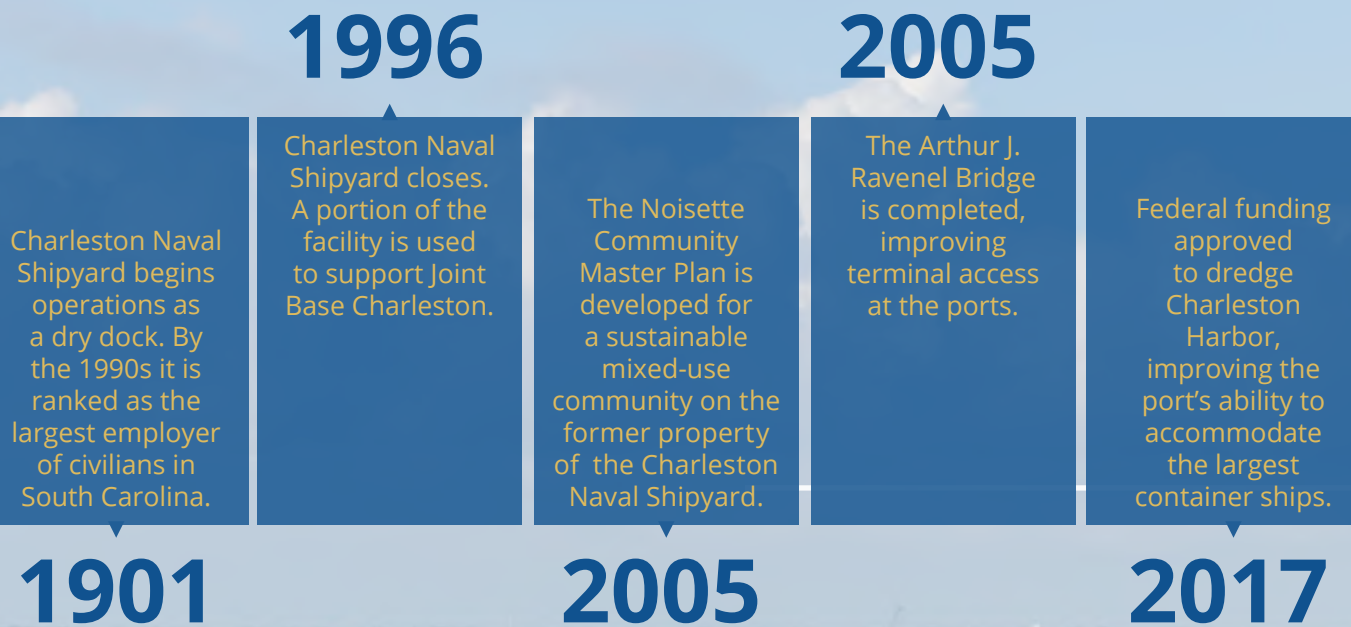 1996
2005
Charleston Naval
Shipyard begins
operations as
a dry dock. By
the 1990s it is
ranked as the
largest employer
of civilians in
South Carolina.
Charleston Naval
Shipyard closes.
A portion of the
facility is used
to support Joint
Base Charleston.
The Noisette
Community
Master Plan is
developed for
a sustainable
mixed-use
community on the
former property
of  the Charleston
Naval Shipyard.
The Arthur J.
Ravenel Bridge
is completed,
improving
terminal access
at the ports.
Federal funding
approved
to dredge
Charleston
Harbor,
improving the
port’s ability to
accommodate
the largest
container ships.
1901
2005
2017